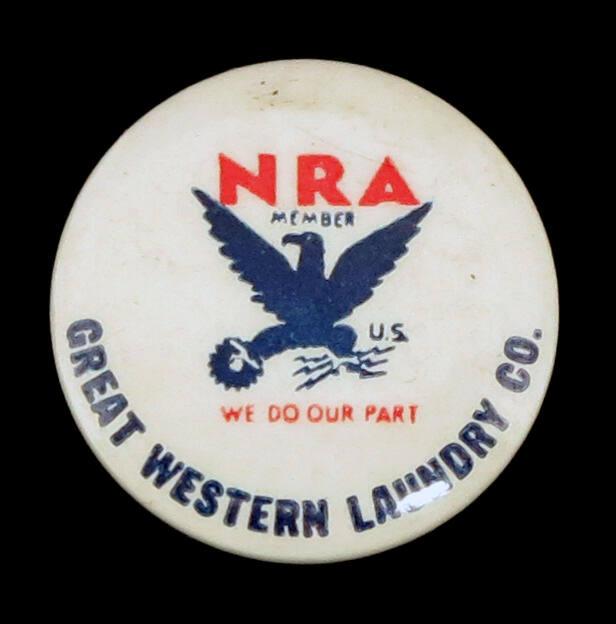 NRA
MEMBER
U.S.
WE DO OUR PART
GREAT WESTERN LAUNDRY CO.